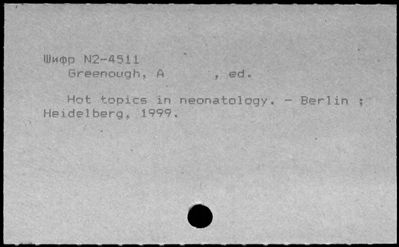 Шифр N2-4511
Greenough, A , ed.
Hot topics in neonatology. - Berlin ;
Heidelberg, 1999.